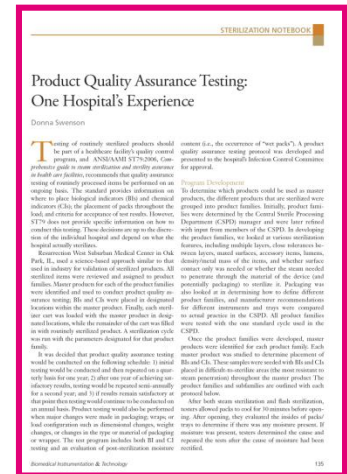 STERILIZATION NOTEBOOK
Product Quality Assurance Testing:
One Hospital's Experience
Donna Swenson
Testing of routinely sterilized products should
be part of a healthcare facility's quality control
program, and ANSI/AAMI ST79:2006, Com-
prehensive guide to steam sterilization and sterility assurance
in health care facilities, recommends that quality assurance
testing of routinely processed items be performed on an
ongoing basis. The standard provides information on
where to place biological indicators (BIs) and chemical
indicators (CIs); the placement of packs throughout the
load; and criteria for acceptance of test results. However,
ST79 does not provide specific information on how to
conduct this testing. These decisions are up to the discre-
tion of the individual hospital and depend on what the
hospital actually sterilizes.
Resurrection West Suburban Medical Center in Oak
Park, IL, used a science-based approach similar to that
used in industry for validation of sterilized products. All
sterilized items were reviewed and assigned to product
families. Master products for each of the product families
were identified and used to conduct product quality as-
surance testing; BIs and CIs were placed in designated
locations within the master product. Finally, each steril-
izer cart was loaded with the master product in desig-
nated locations, while the remainder of the cart was filled
in with routinely sterilized product. A sterilization cycle
was run with the parameters designated for that product
family.
It was decided that product quality assurance testing
would be conducted on the following schedule: 1) initial
testing would be conducted and then repeated on a quar-
terly basis for one year; 2) after one year of achieving sat-
isfactory results, testing would be repeated semi-annually
for a second year; and 3) if results remain satisfactory at
that point then testing would continue to be conducted on
an annual basis. Product testing would also be performed
when major changes were made in packaging, wraps, or
load configuration such as dimensional changes, weight
changes, or changes in the type or material of packaging
or wrapper. The test program includes both BI and CI
testing and an evaluation of post-sterilization moisture
content (i.e., the occurrence of "wet packs"). A product
quality assurance testing protocol was developed and
presented to the hospital's Infection Control Committee
for approval.
Program Development
To determine which products could be used as master
products, the different products that are sterilized were
grouped into product families. Initially, product fami-
lies were determined by the Central Sterile Processing
Department (CSPD) manager and were later refined
with input from members of the CSPD. In developing
the product families, we looked at various sterilization
features, including multiple layers, close tolerances be-
tween layers, mated surfaces, accessory items, lumens,
density/metal mass of the items, and whether surface
contact only was needed or whether the steam needed
to penetrate through the material of the device (and
potentially packaging) to sterilize it. Packaging was
also looked at in determining how to define different
product families, and manufacturer recommendations
for different instruments and trays were compared
to actual practice in the CSPD. All product families
were tested with the one standard cycle used in the
CSPD.
Once the product families were developed, master
products were identified for each product family. Each
master product was studied to determine placement of
BIs and CIs. These samples were seeded with BIs and CIs
placed in difficult-to-sterilize areas (the most resistant to
steam penetration) throughout the master product. The
product families and subfamilies are outlined with each
protocol below.
After both steam sterilization and flash sterilization,
testers allowed packs to cool for 30 minutes before open-
ing. After opening, they evaluated the insides of packs/
trays to determine if there was any moisture present. If
moisture was present, testers determined the cause and
repeated the tests after the cause of moisture had been
rectified.
Biomedical Instrumentation & Technology
135